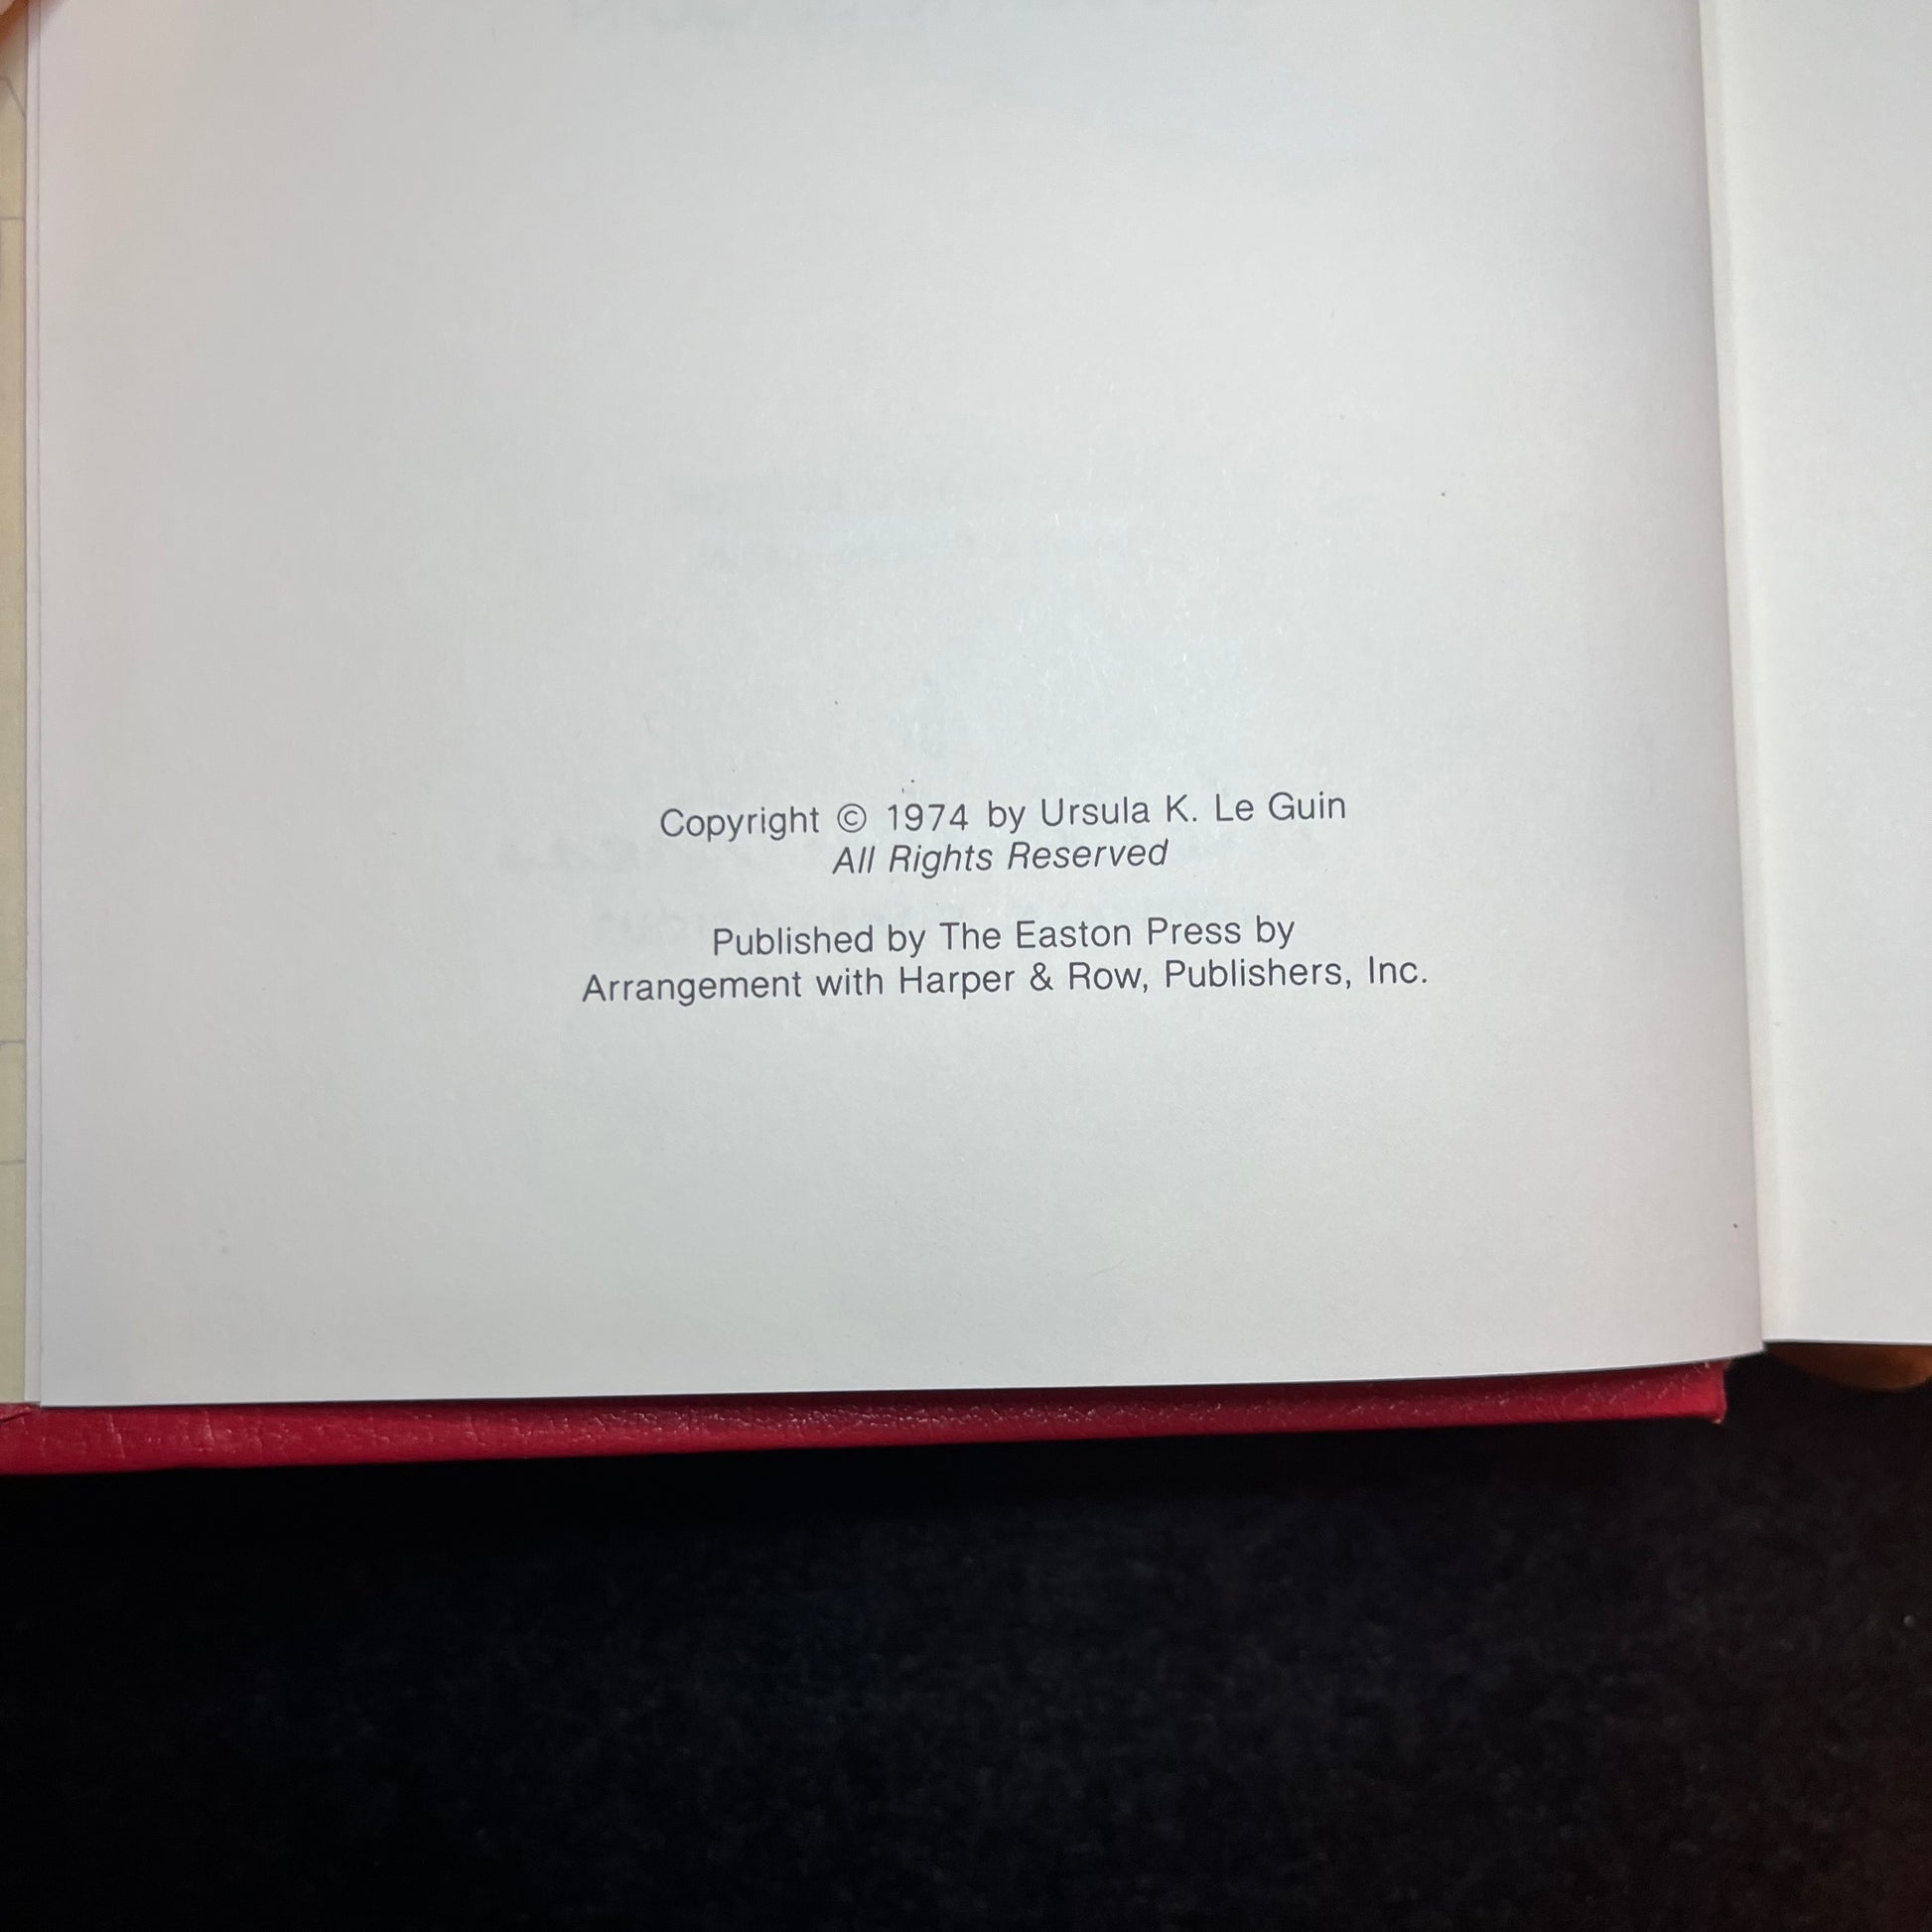 Copyright © 1974 by Ursula K. Le Guin
All Rights Reserved
Published by The Easton Press by
Arrangement with Harper & Row, Publishers, Inc.